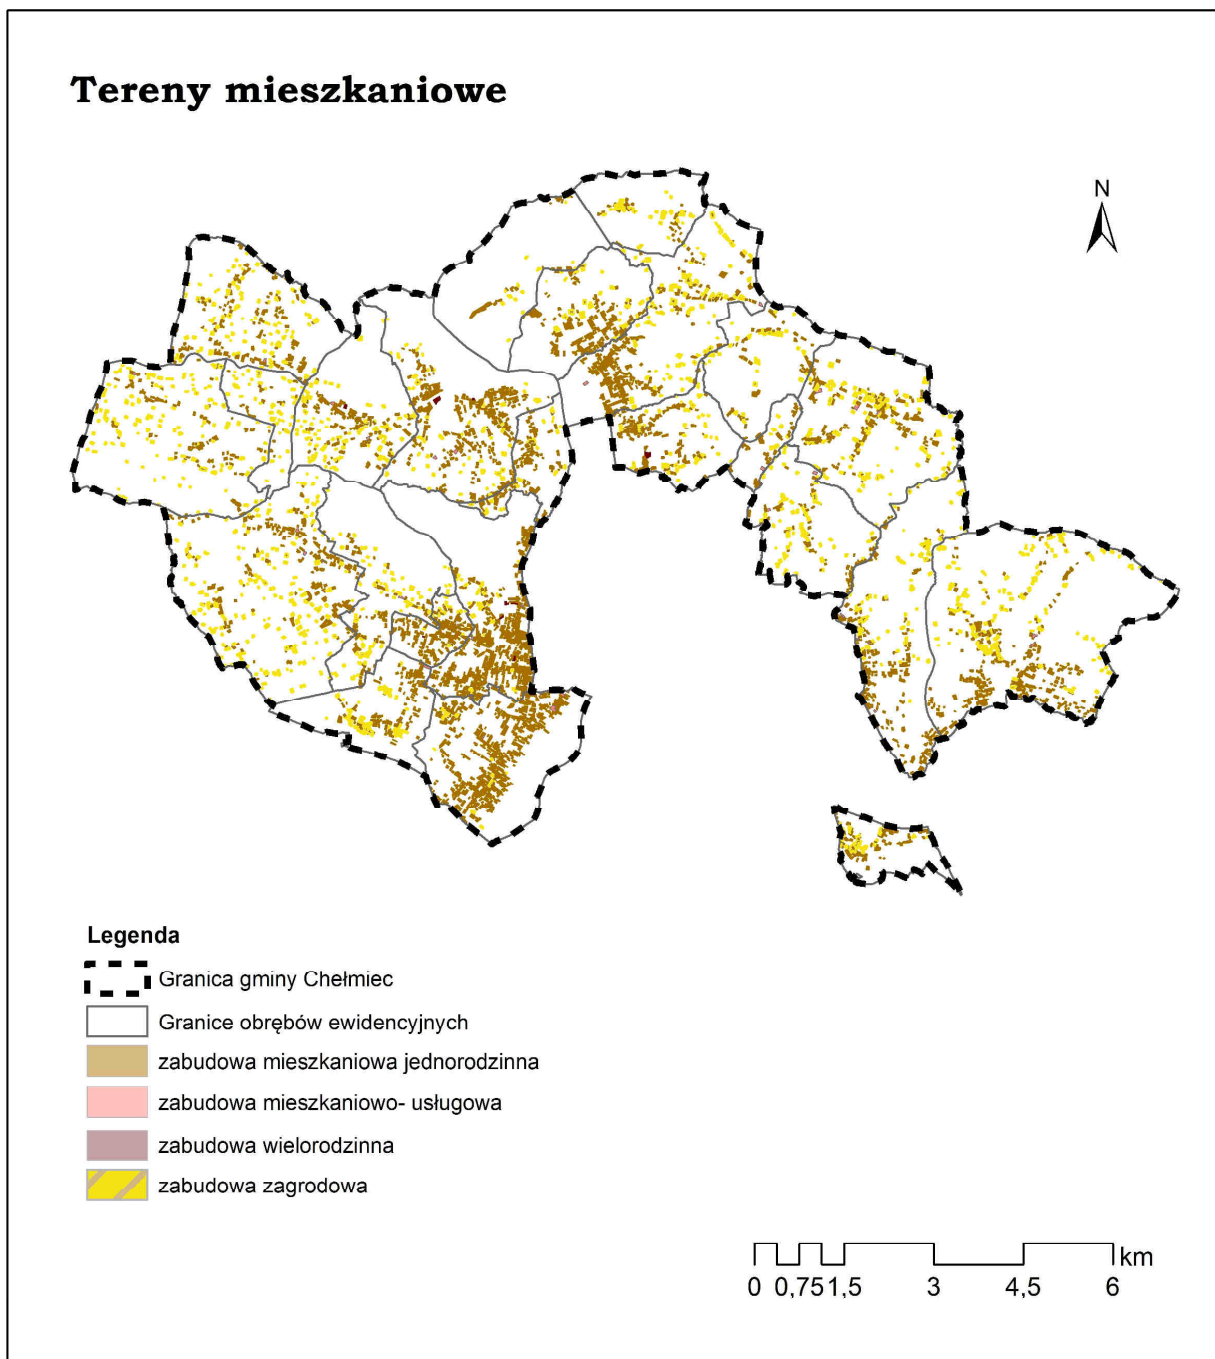 Tereny mieszkaniowe
N
Legenda
Granica gminy Chełmiec
Granice obrębów ewidencyjnych
zabudowa mieszkaniowa jednorodzinna
zabudowa mieszkaniowo- usługowa
zabudowa wielorodzinna
zabudowa zagrodowa
km
0 0,75 1,5 3 4,5 6